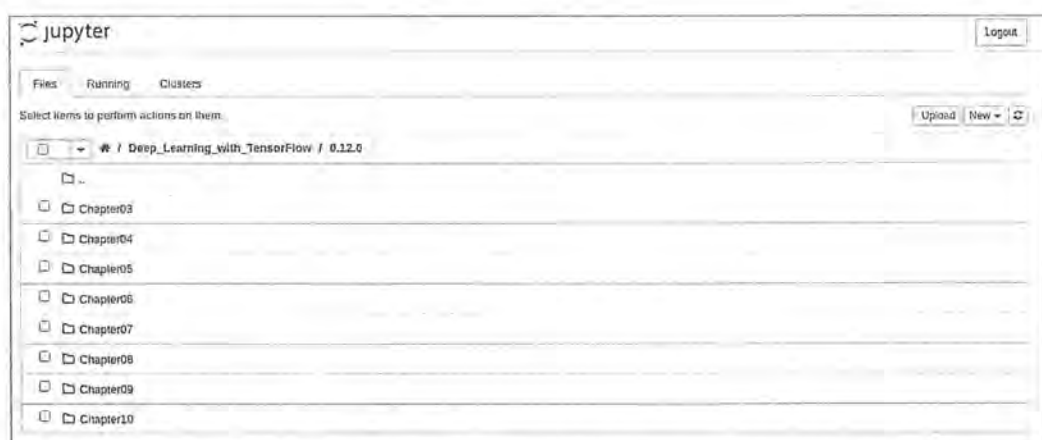 jupyter
Logout
Files Running Clusters
Select items to perform actions on them.
Upload New
/ Deep_Learning_with_TensorFlow / 0.12.0
..
Chapter03
Chapter04
Chapter05
Chapter06
Chapter07
Chapter08
Chapter09
Chapter10